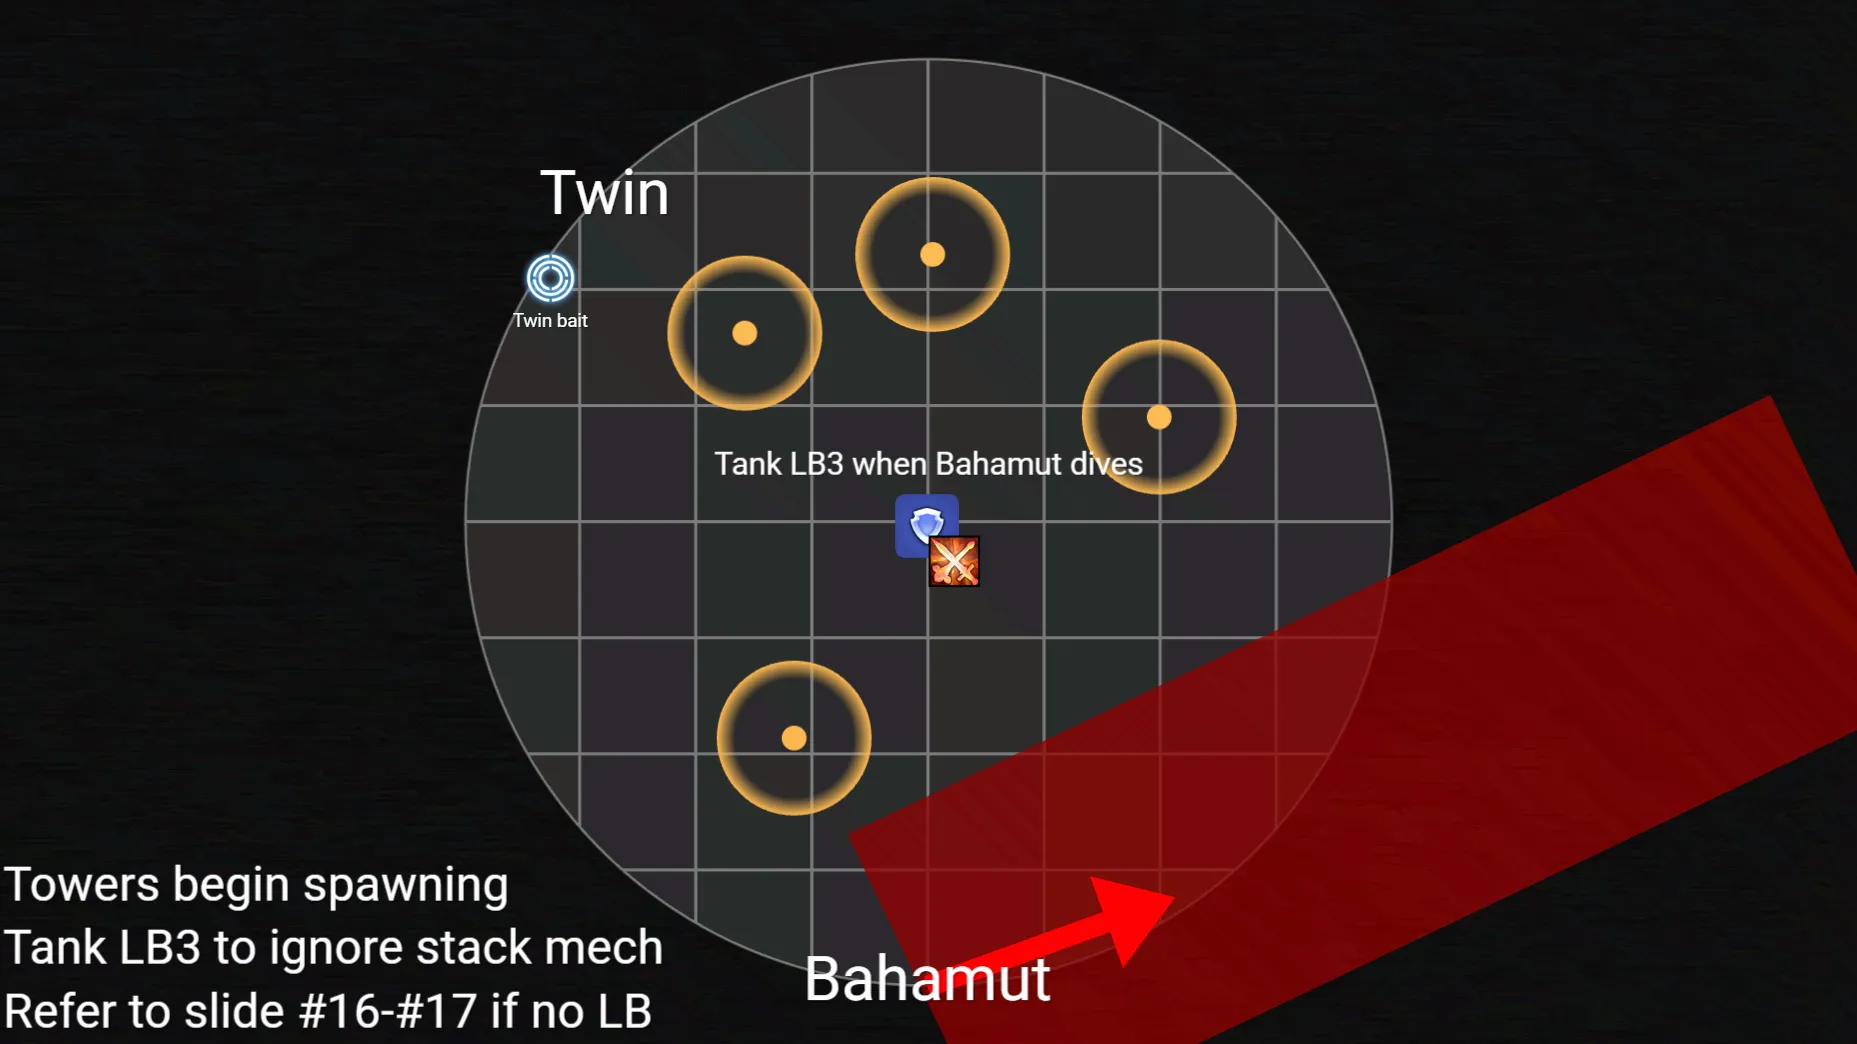 Twin
Twin bait
Tank LB3 when Bahamut dives
Towers begin spawning
Tank LB3 to ignore stack mech
Refer to slide #16-#17 if no LB
Bahamut